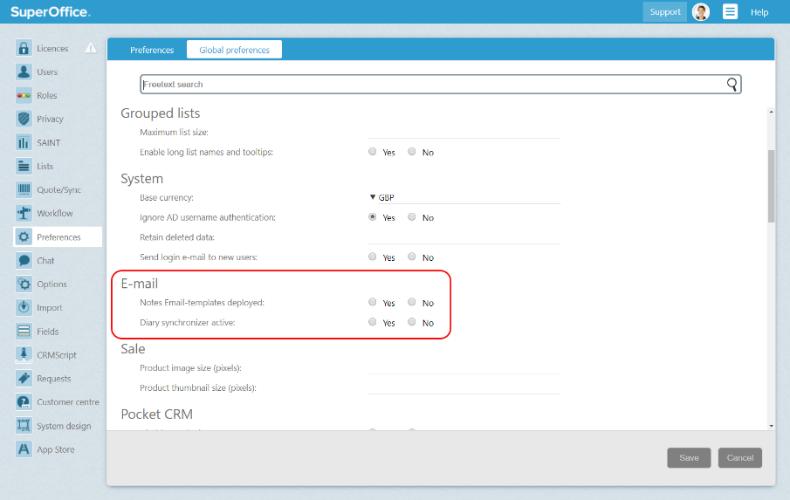 SuperOffice.
Support
Help
Licences
Users
Roles
Privacy
SAINT
Lists
Quote/Sync
Workflow
Preferences
Chat
Options
Import
Fields
CRMScript
Requests
Customer centre
System design
App Store
Preferences Global preferences
Freetext search
Grouped lists
Maximum list size:
Enable long list names and tooltips: Yes No
System
Base currency: ▼ GBP
Ignore AD username authentication: Yes No
Retain deleted data:
Send login e-mail to new users: Yes No
E-mail
Notes Email-templates deployed: Yes No
Diary synchronizer active: Yes No
Sale
Product image size (pixels):
Product thumbnail size (pixels):
Pocket CRM
Save Cancel